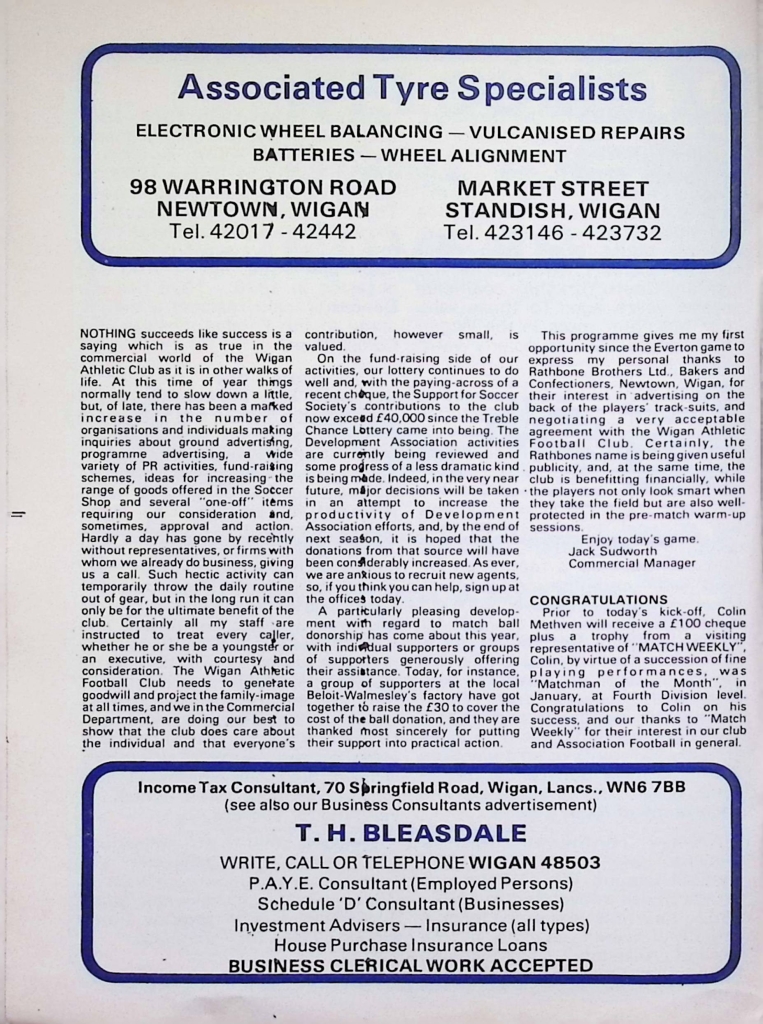 Associated Tyre Specialists
ELECTRONIC WHEEL BALANCING — VULCANISED REPAIRS
BATTERIES — WHEEL ALIGNMENT
98 WARRINGTON ROAD
NEWTOWN, WIGAN
Tel. 42017 - 42442
MARKET STREET
STANDISH, WIGAN
Tel. 423146 - 423732
NOTHING succeeds like success is a
saying which is as true in the
commercial world of the Wigan
Athletic Club as it is in other walks of
life. At this time of year things
normally tend to slow down a little,
but, of late, there has been a marked
increase in the number of
organisations and individuals making
inquiries about ground advertising,
programme advertising, a wide
variety of PR activities, fund-raising
schemes, ideas for increasing the
range of goods offered in the Soccer
Shop and several "one-off" items
requiring our consideration and,
sometimes, approval and action.
Hardly a day has gone by recently
without representatives, or firms with
whom we already do business, giving
us a call. Such hectic activity can
temporarily throw the daily routine
out of gear, but in the long run it can
only be for the ultimate benefit of the
club. Certainly all my staff are
instructed to treat every caller,
whether he or she be a youngster or
an executive, with courtesy and
consideration. The Wigan Athletic
Football Club needs to generate
goodwill and project the family-image
at all times, and we in the Commercial
Department, are doing our best to
show that the club does care about
the individual and that everyone's
contribution, however small, is
valued.
On the fund-raising side of our
activities, our lottery continues to do
well and, with the paying-across of a
recent cheque, the Support for Soccer
Society's contributions to the club
now exceed £40,000 since the Treble
Chance Lottery came into being. The
Development Association activities
are currently being reviewed and
some progress of a less dramatic kind
is being made. Indeed, in the very near
future, major decisions will be taken
in an attempt to increase the
productivity of Development
Association efforts, and, by the end of
next season, it is hoped that the
donations from that source will have
been considerably increased. As ever,
we are anxious to recruit new agents,
so, if you think you can help, sign up at
the offices today.
A particularly pleasing develop-
ment with regard to match ball
donorship has come about this year,
with individual supporters or groups
of supporters generously offering
their assistance. Today, for instance,
a group of supporters at the local
Beloit-Walmesley's factory have got
together to raise the £30 to cover the
cost of the ball donation, and they are
thanked most sincerely for putting
their support into practical action.
This programme gives me my first
opportunity since the Everton game to
express my personal thanks to
Rathbone Brothers Ltd., Bakers and
Confectioners, Newtown, Wigan, for
their interest in advertising on the
back of the players' track-suits, and
negotiating a very acceptable
agreement with the Wigan Athletic
Football Club. Certainly, the
Rathbones name is being given useful
publicity, and, at the same time, the
club is benefitting financially, while
the players not only look smart when
they take the field but are also well-
protected in the pre-match warm-up
sessions.
Enjoy today's game.
Jack Sudworth
Commercial Manager
CONGRATULATIONS
Prior to today's kick-off, Colin
Methven will receive a £100 cheque
plus a trophy from a visiting
representative of "MATCH WEEKLY",
Colin, by virtue of a succession of fine
playing performances, was
"Matchman of the Month", in
January, at Fourth Division level.
Congratulations to Colin on his
success, and our thanks to "Match
Weekly" for their interest in our club
and Association Football in general.
Income Tax Consultant, 70 Springfield Road, Wigan, Lancs., WN6 7BB
(see also our Business Consultants advertisement)
T. H. BLEASDALE
WRITE, CALL OR TELEPHONE WIGAN 48503
P.A.Y.E. Consultant (Employed Persons)
Schedule 'D' Consultant (Businesses)
Investment Advisers — Insurance (all types)
House Purchase Insurance Loans
BUSINESS CLERICAL WORK ACCEPTED